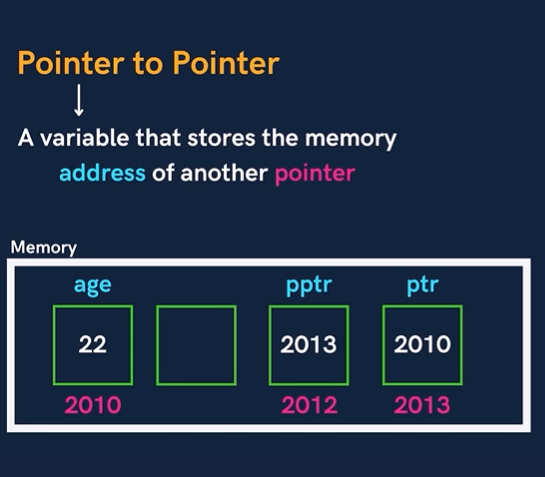 Pointer to Pointer
A variable that stores the memory
address of another pointer
Memory
age pptr ptr
22 2013 2010
2010 2012 2013